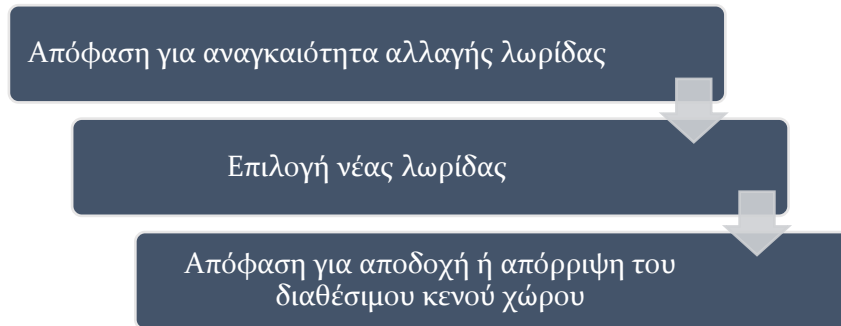 Απόφαση για αναγκαιότητα αλλαγής λωρίδας
Επιλογή νέας λωρίδας
Απόφαση για αποδοχή ή απόρριψη του
διαθέσιμου κενού χώρου